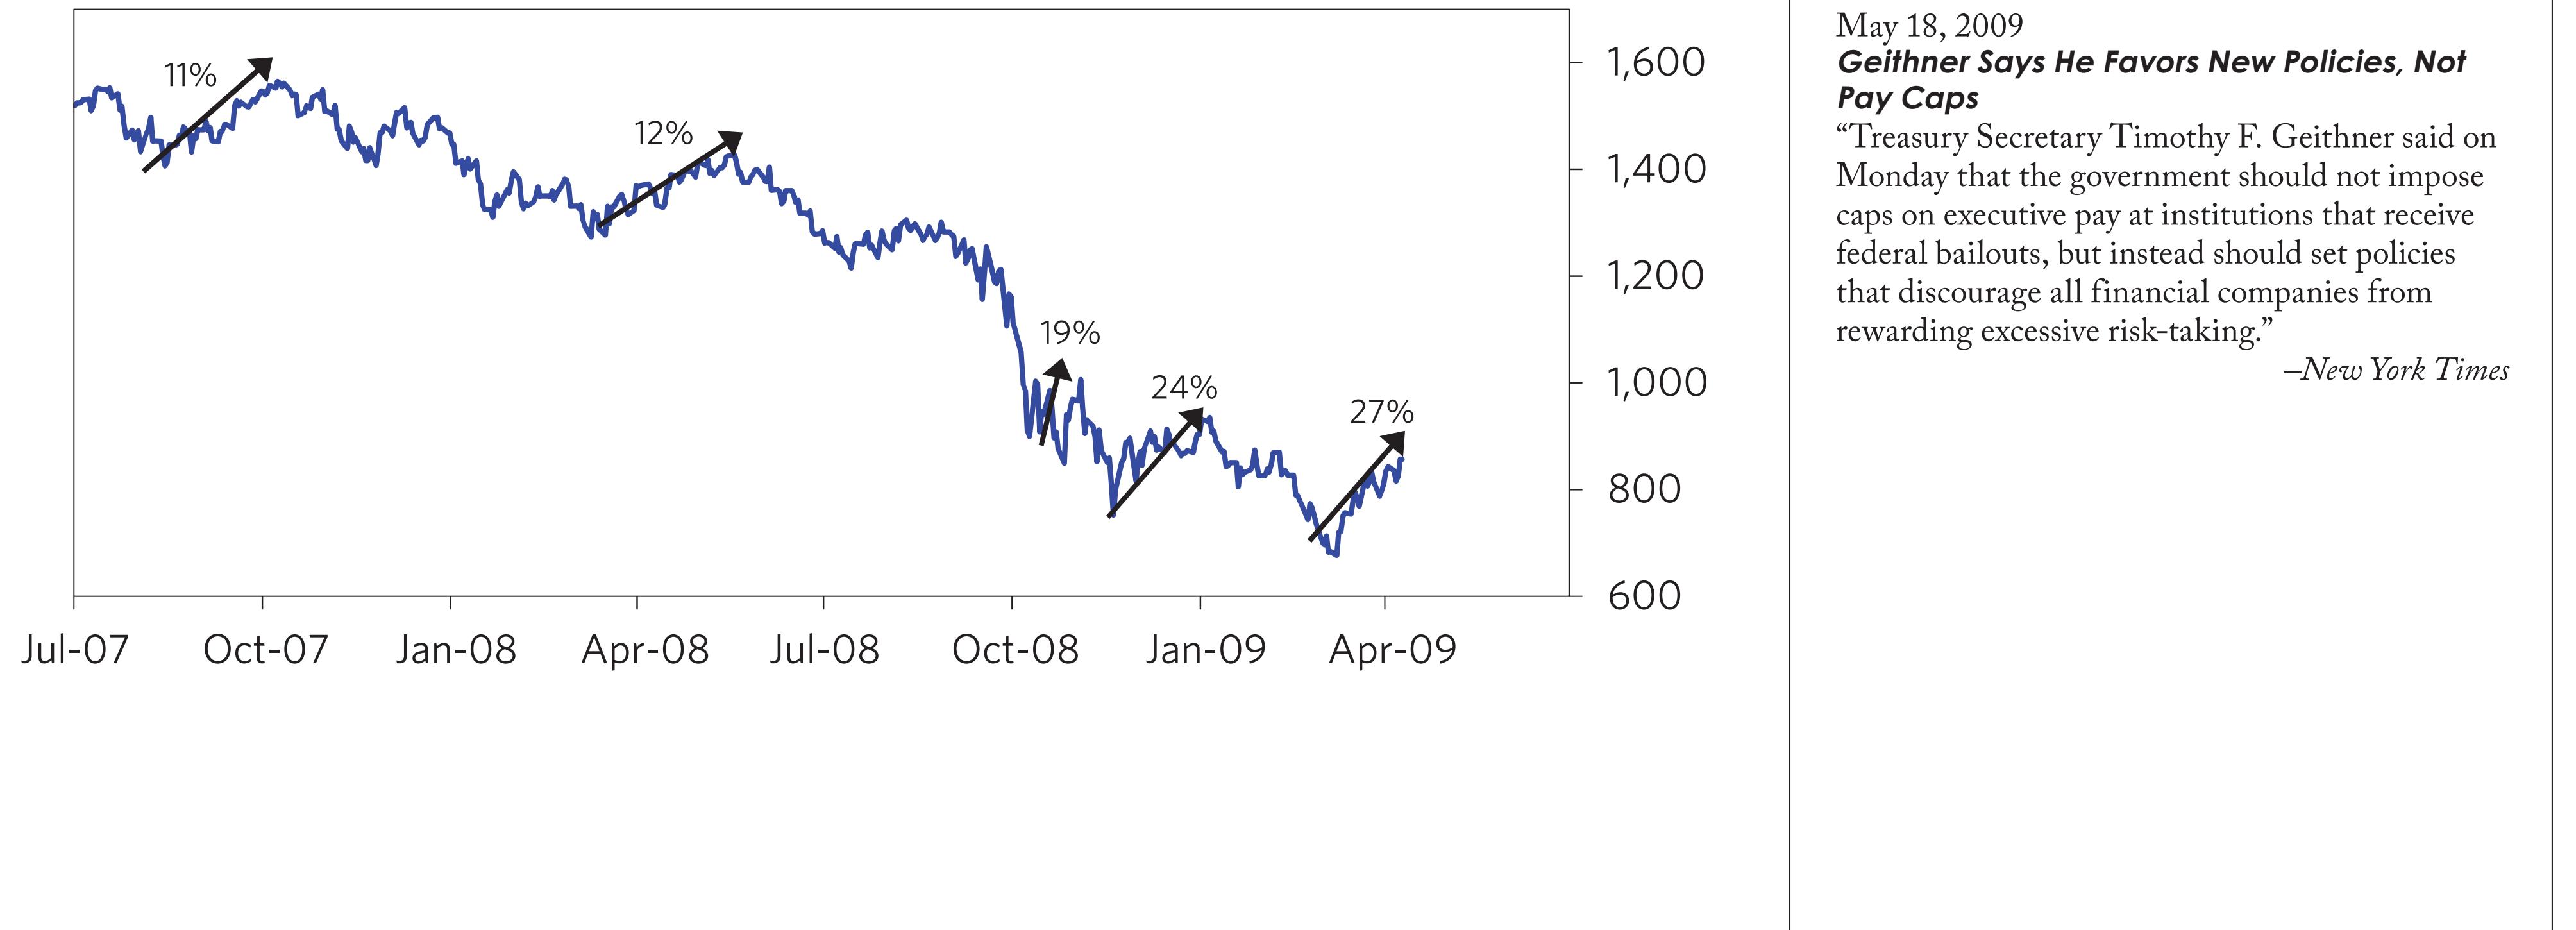 11%
12%
19%
24%
27%
1,600
1,400
1,200
1,000
800
600
Jul-07 Oct-07 Jan-08 Apr-08 Jul-08 Oct-08 Jan-09 Apr-09
May 18, 2009
Geithner Says He Favors New Policies, Not
Pay Caps
“Treasury Secretary Timothy F. Geithner said on
Monday that the government should not impose
caps on executive pay at institutions that receive
federal bailouts, but instead should set policies
that discourage all financial companies from
rewarding excessive risk-taking.”
–New York Times